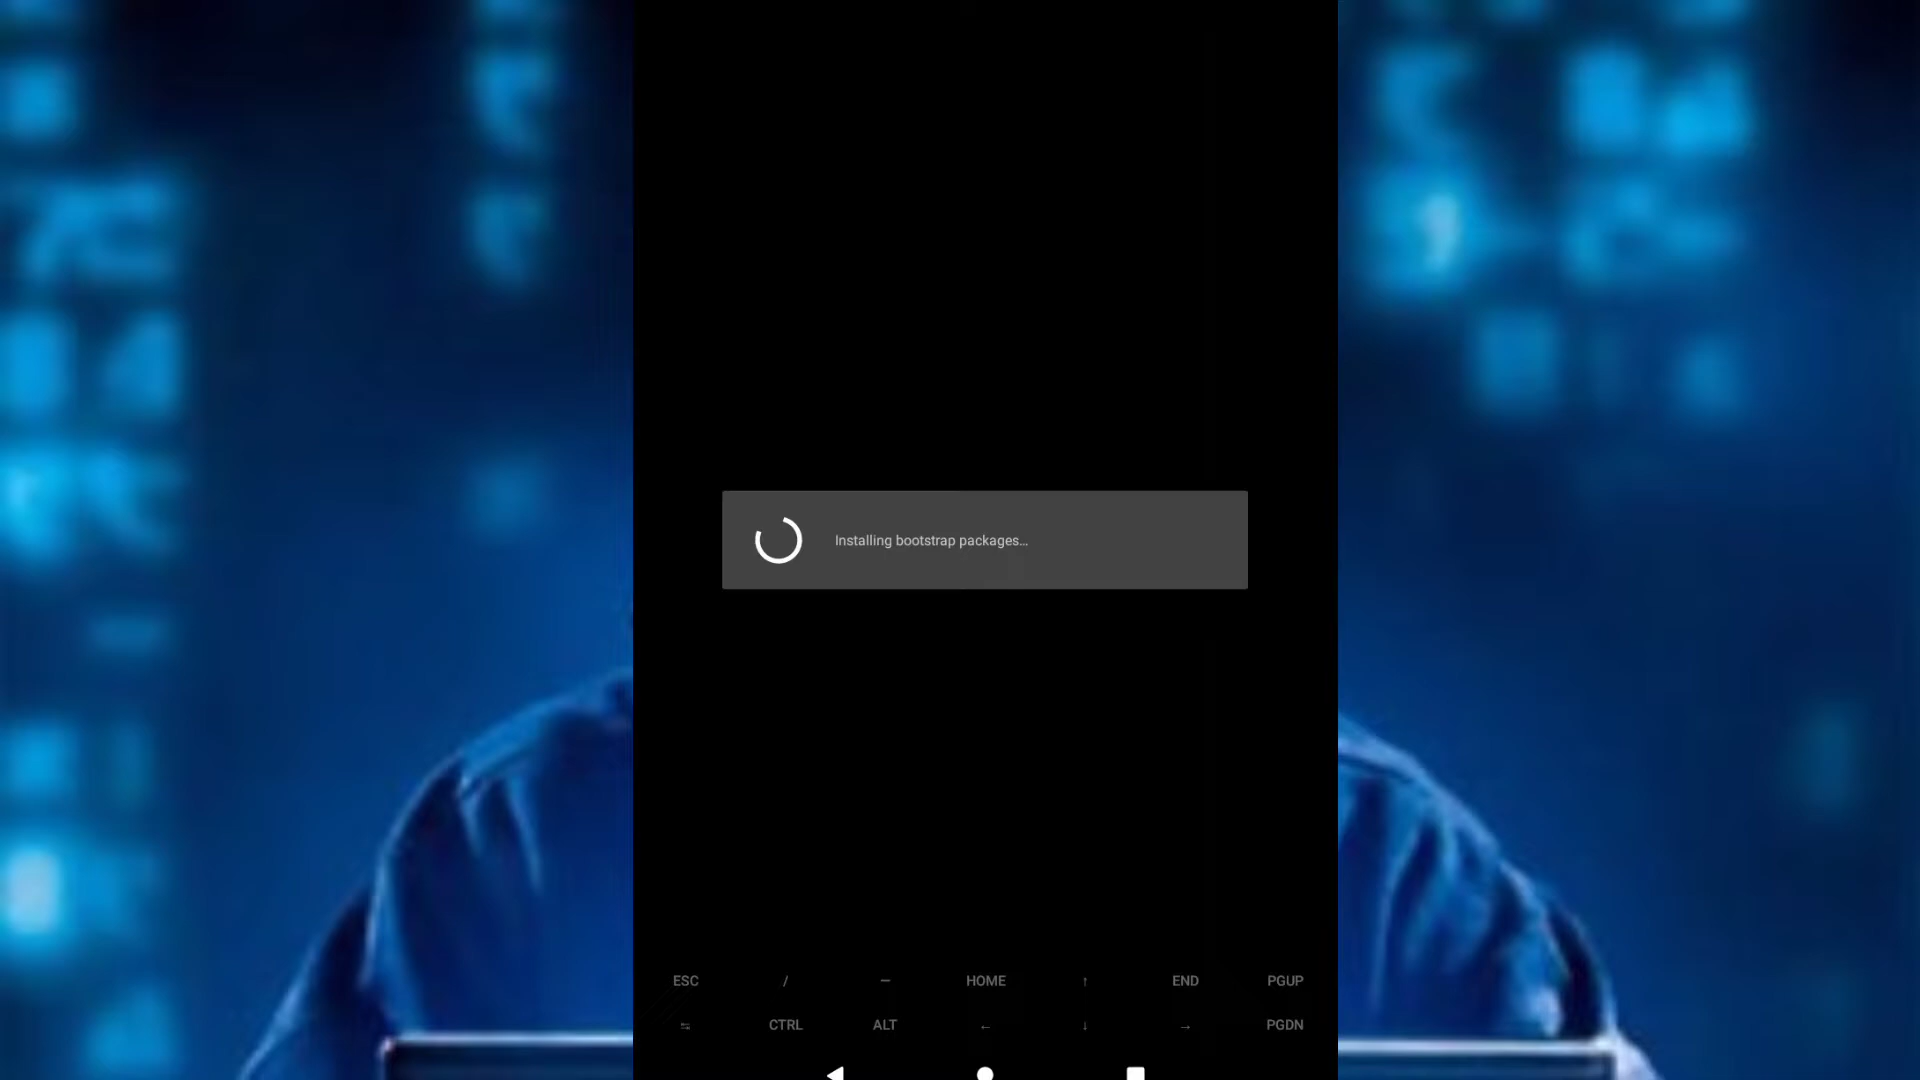 Installing bootstrap packages…
ESC / — HOME ↑ END PGUP
⇆ CTRL ALT ← ↓ → PGDN